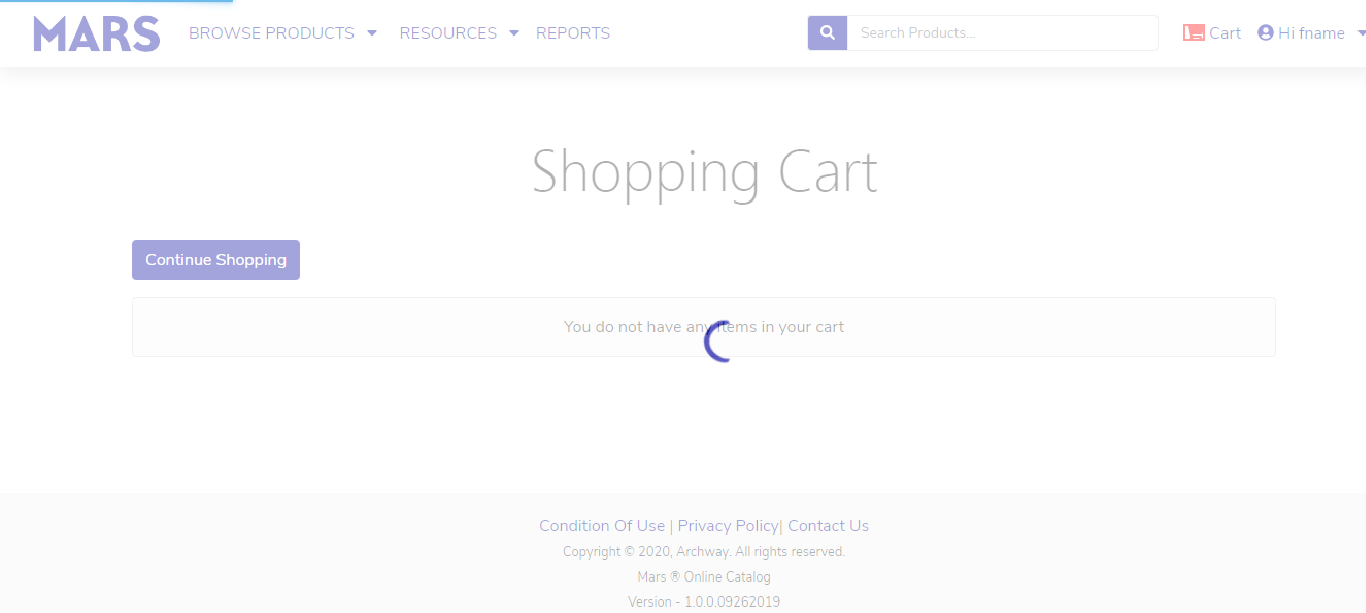 MARS BROWSE PRODUCTS RESOURCES REPORTS Search Products... Cart Hi fname
Shopping Cart
Continue Shopping
You do not have any items in your cart
Condition Of Use | Privacy Policy| Contact Us
Copyright © 2020, Archway. All rights reserved.
Mars ® Online Catalog
Version - 1.0.0.09262019